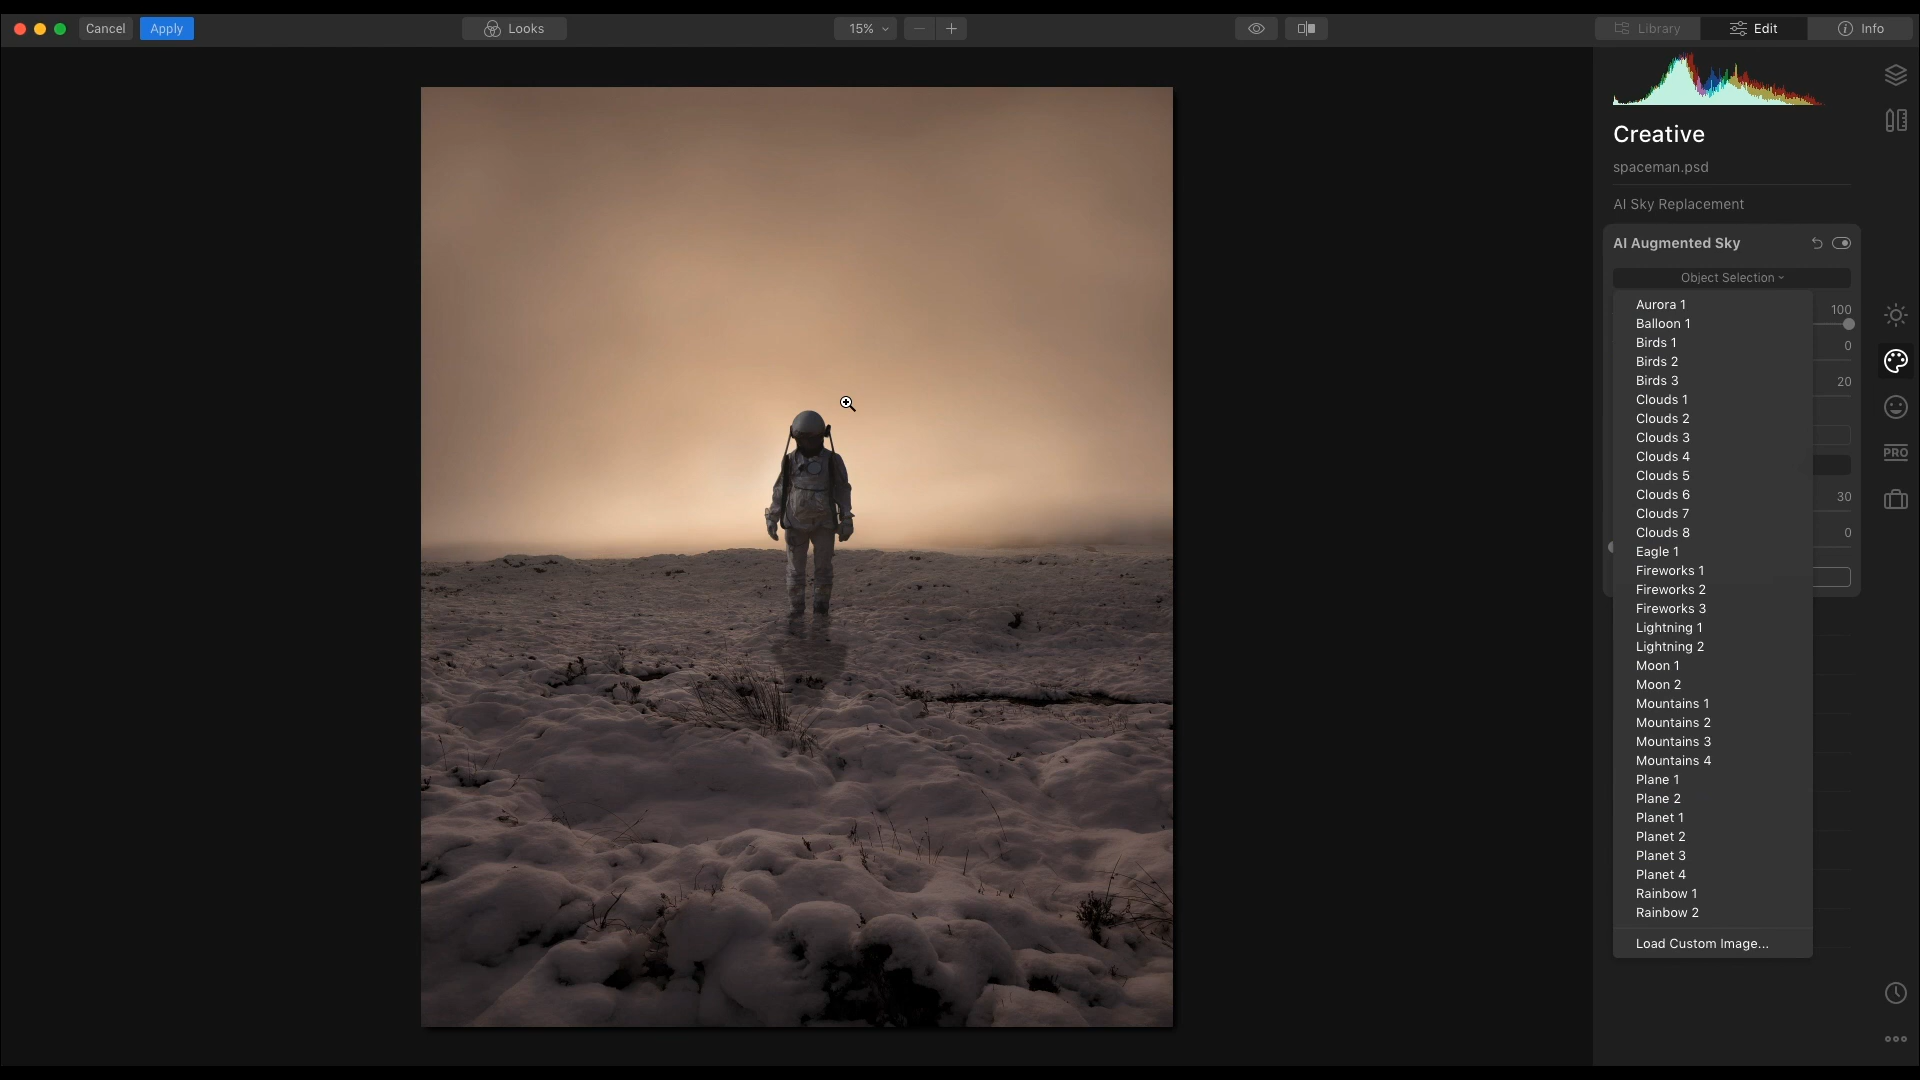 Cancel
Apply
Looks
15%
Library
Edit
Info
Creative
spaceman.psd
AI Sky Replacement
AI Augmented Sky
Object Selection
Aurora 1
100
Balloon 1
Birds 1
0
Birds 2
Birds 3
20
Clouds 1
Clouds 2
Clouds 3
Clouds 4
PRO
Clouds 5
Clouds 6
30
Clouds 7
Clouds 8
0
Eagle 1
Fireworks 1
Fireworks 2
Fireworks 3
Lightning 1
Lightning 2
Moon 1
Moon 2
Mountains 1
Mountains 2
Mountains 3
Mountains 4
Plane 1
Plane 2
Planet 1
Planet 2
Planet 3
Planet 4
Rainbow 1
Rainbow 2
Load Custom Image...